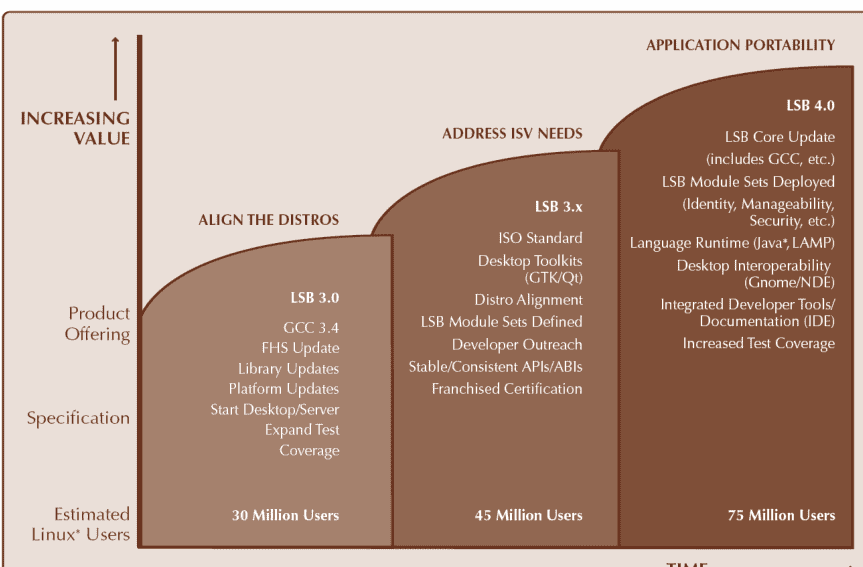 APPLICATION PORTABILITY
INCREASING
VALUE
LSB 4.0
LSB Core Update
(includes GCC, etc.)
LSB Module Sets Deployed
(Identity, Manageability,
Security, etc.)
Language Runtime (Java*, LAMP)
Desktop Interoperability
(Gnome/NDE)
Integrated Developer Tools/
Documentation (IDE)
Increased Test Coverage
75 Million Users
ADDRESS ISV NEEDS
LSB 3.x
ISO Standard
Desktop Toolkits
(GTK/Qt)
Distro Alignment
LSB Module Sets Defined
Developer Outreach
Stable/Consistent APIs/ABIs
Franchised Certification
45 Million Users
ALIGN THE DISTROS
LSB 3.0
GCC 3.4
FHS Update
Library Updates
Platform Updates
Start Desktop/Server
Expand Test
Coverage
30 Million Users
Product
Offering
Specification
Estimated
Linux* Users
TIME